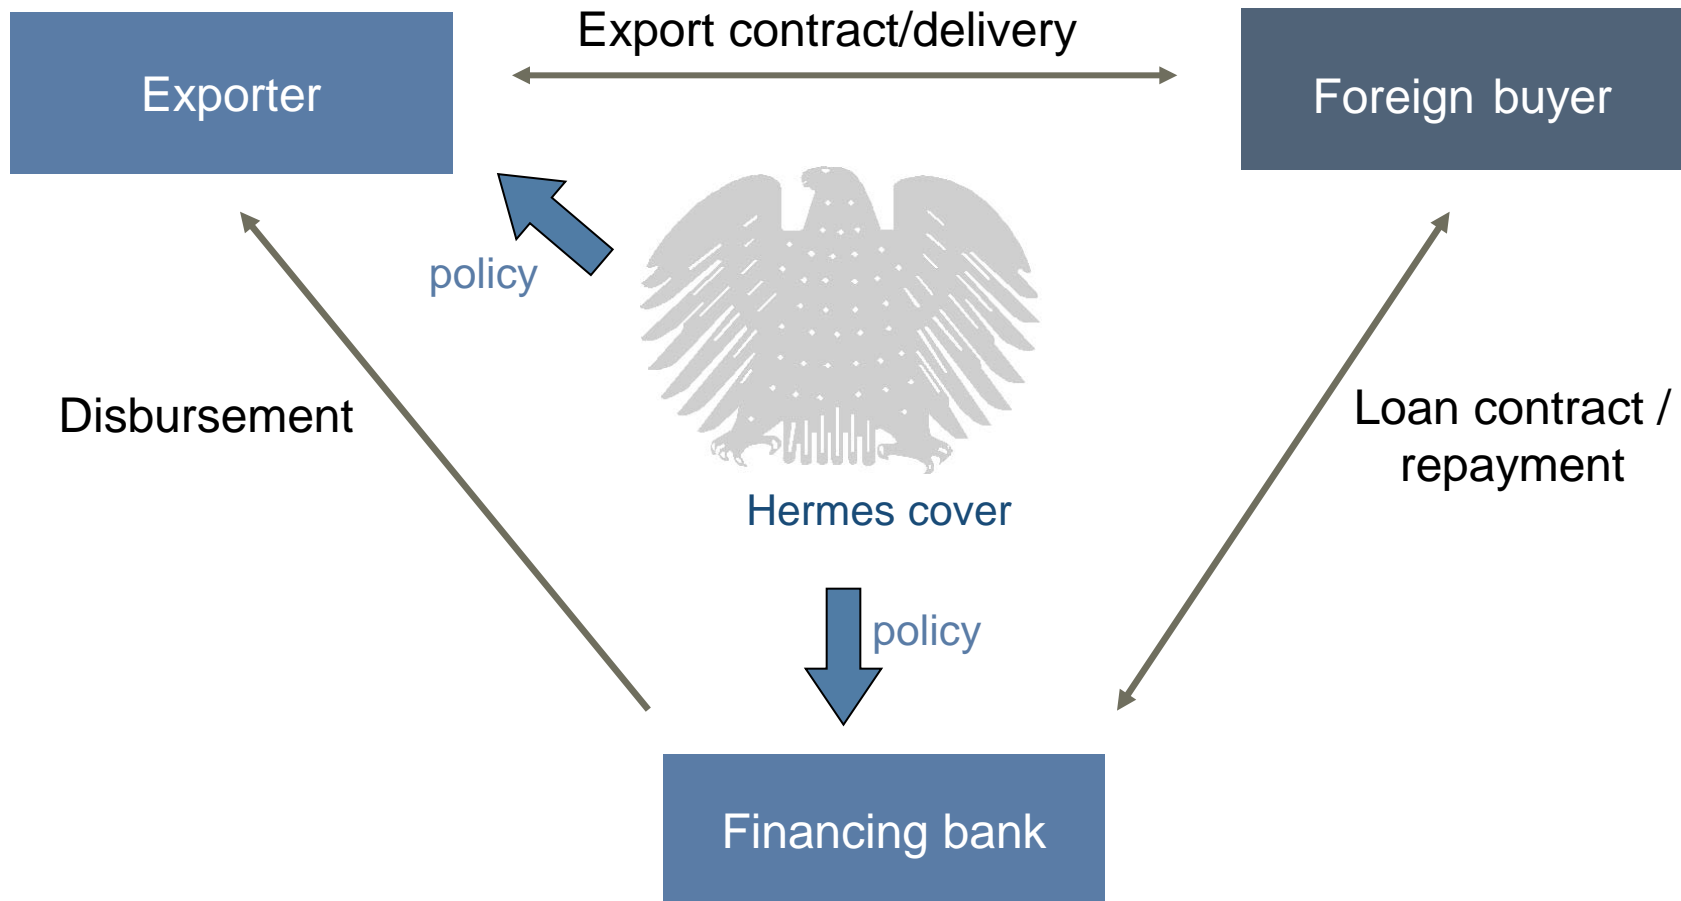 Export contract/delivery
Exporter
Foreign buyer
policy
Disbursement
Loan contract /
repayment
Hermes cover
policy
Financing bank